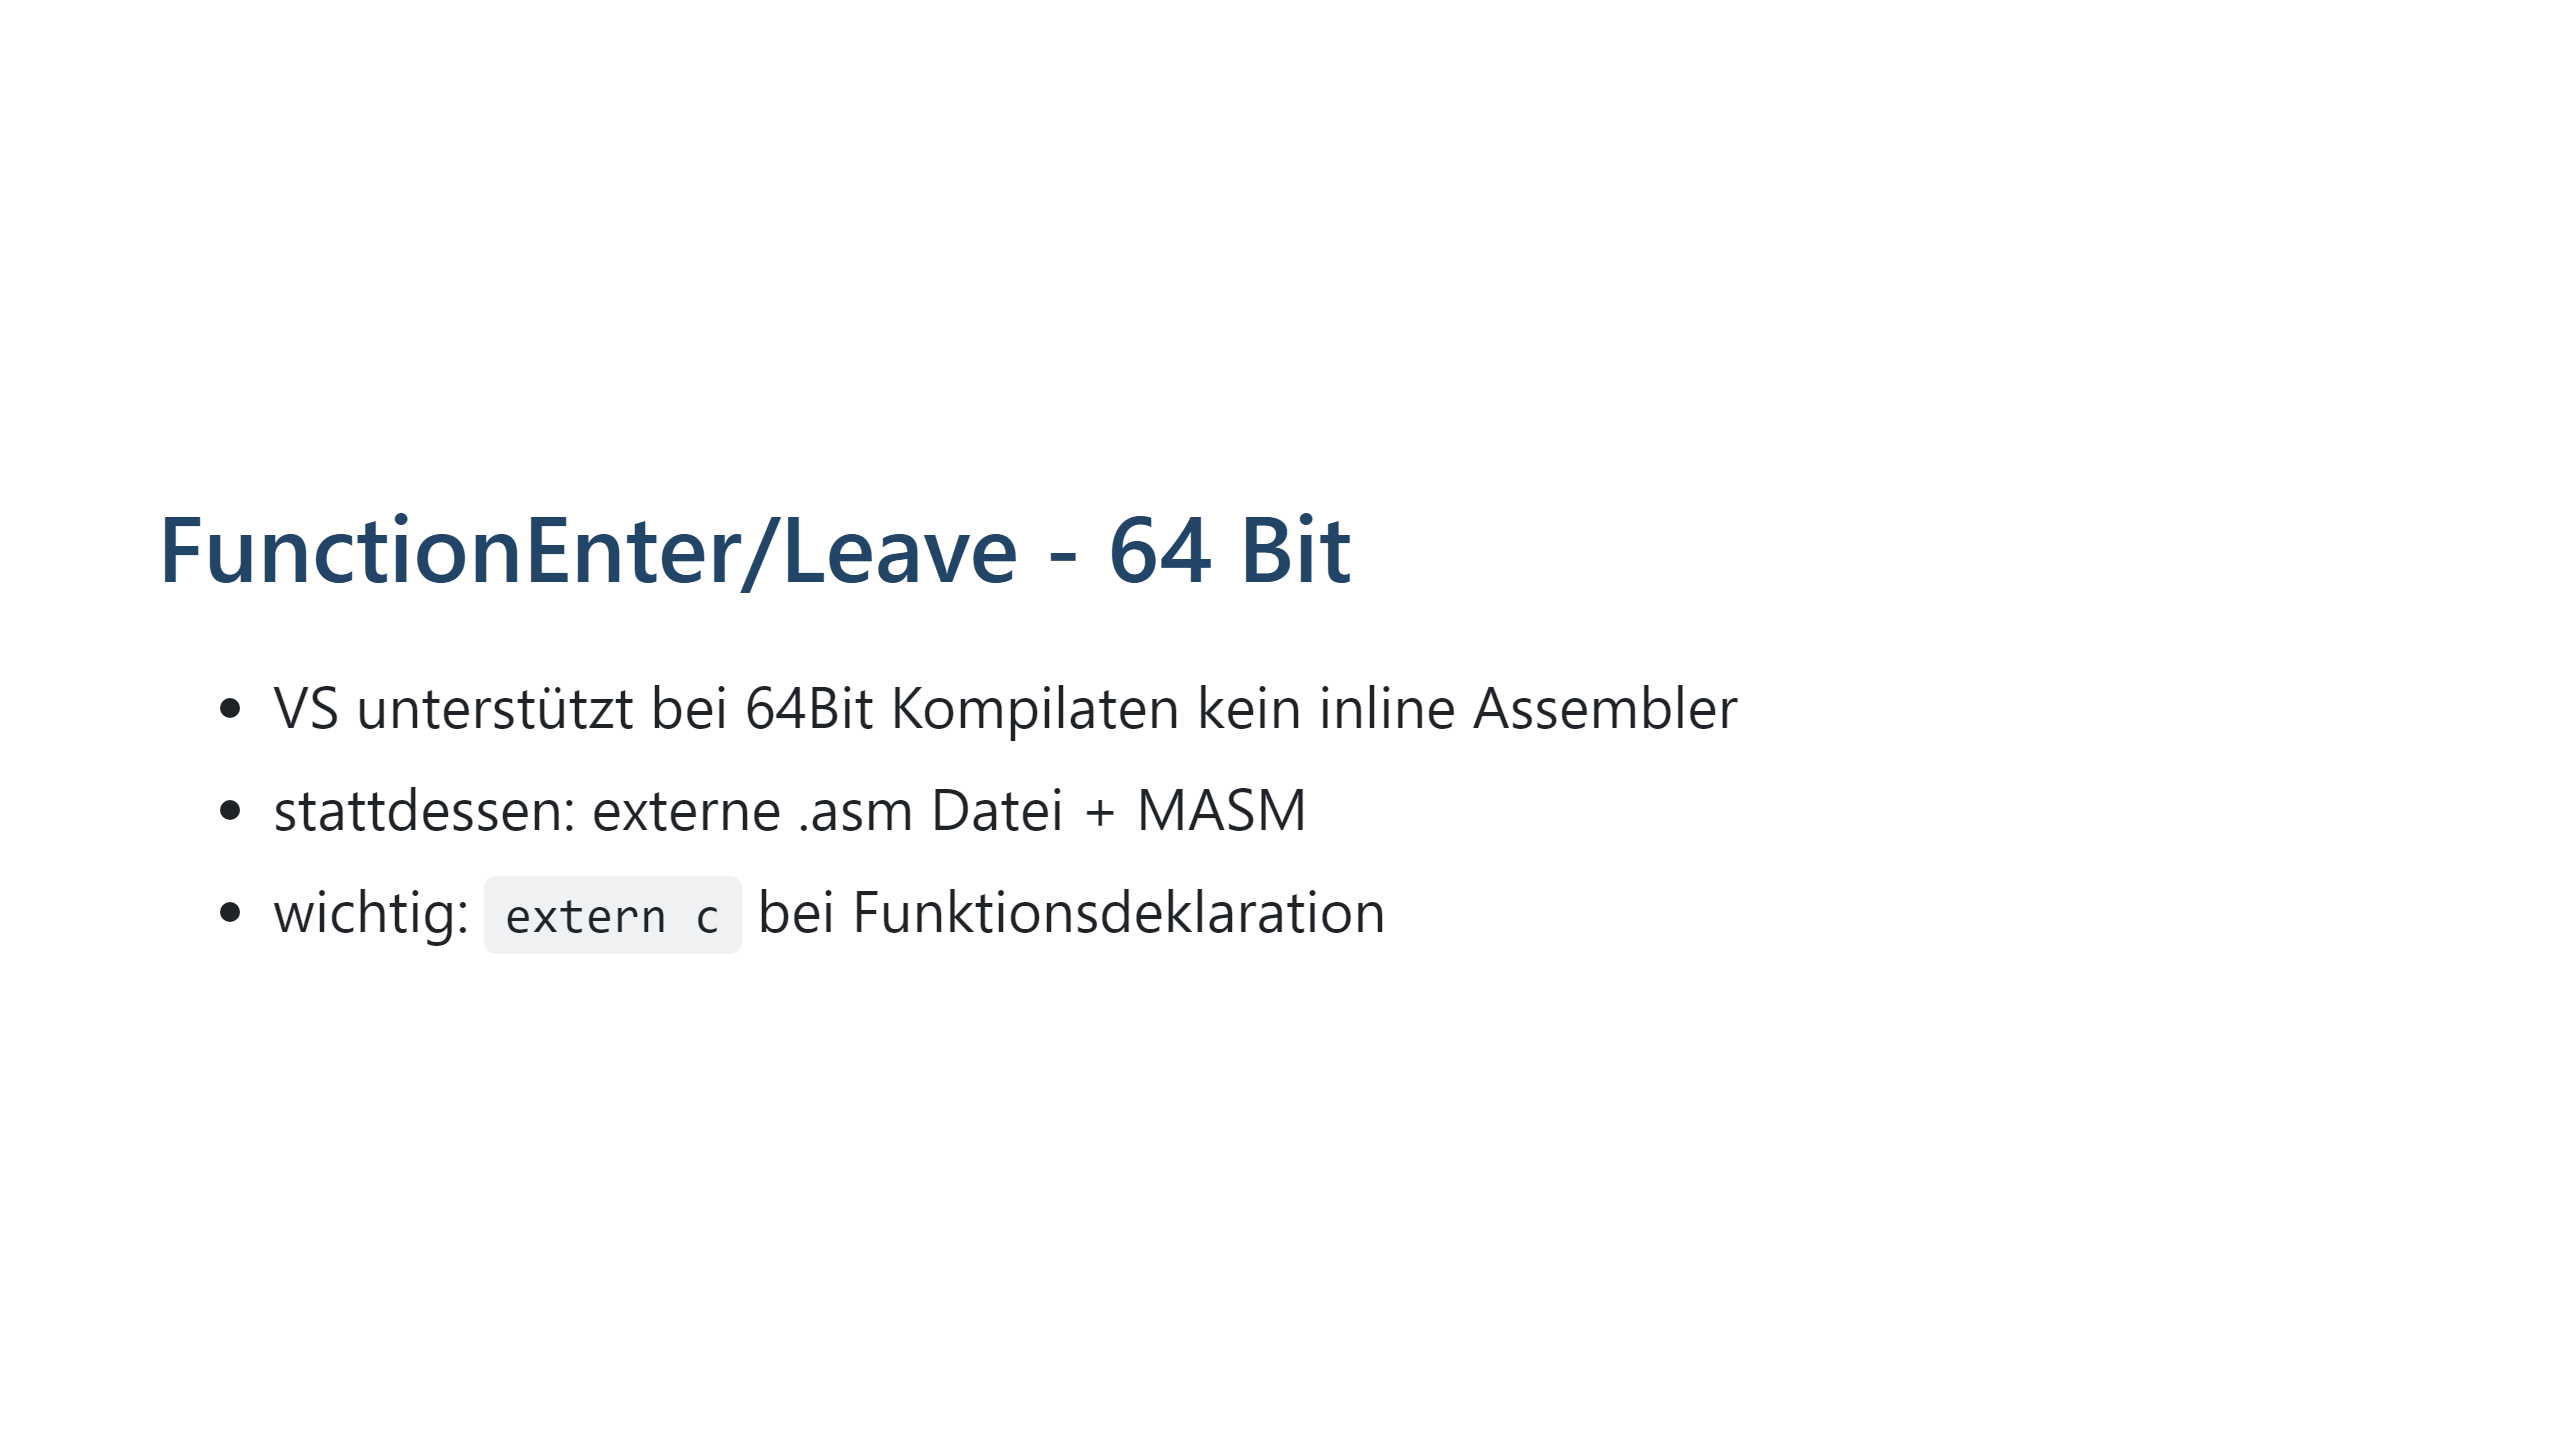 FunctionEnter/Leave - 64 Bit
VS unterstützt bei 64Bit Kompilaten kein inline Assembler
stattdessen: externe .asm Datei + MASM
wichtig: extern c bei Funktionsdeklaration